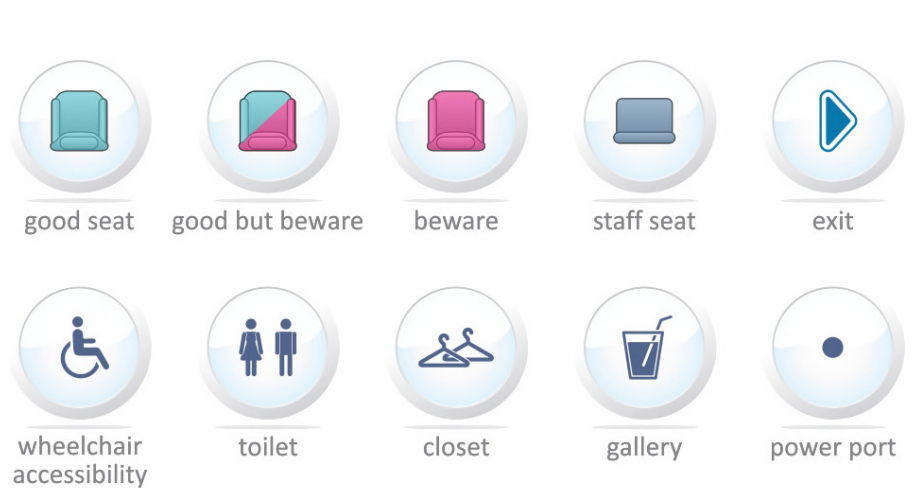 good seat
good but beware
beware
staff seat
exit
wheelchair
accessibility
toilet
closet
gallery
power port